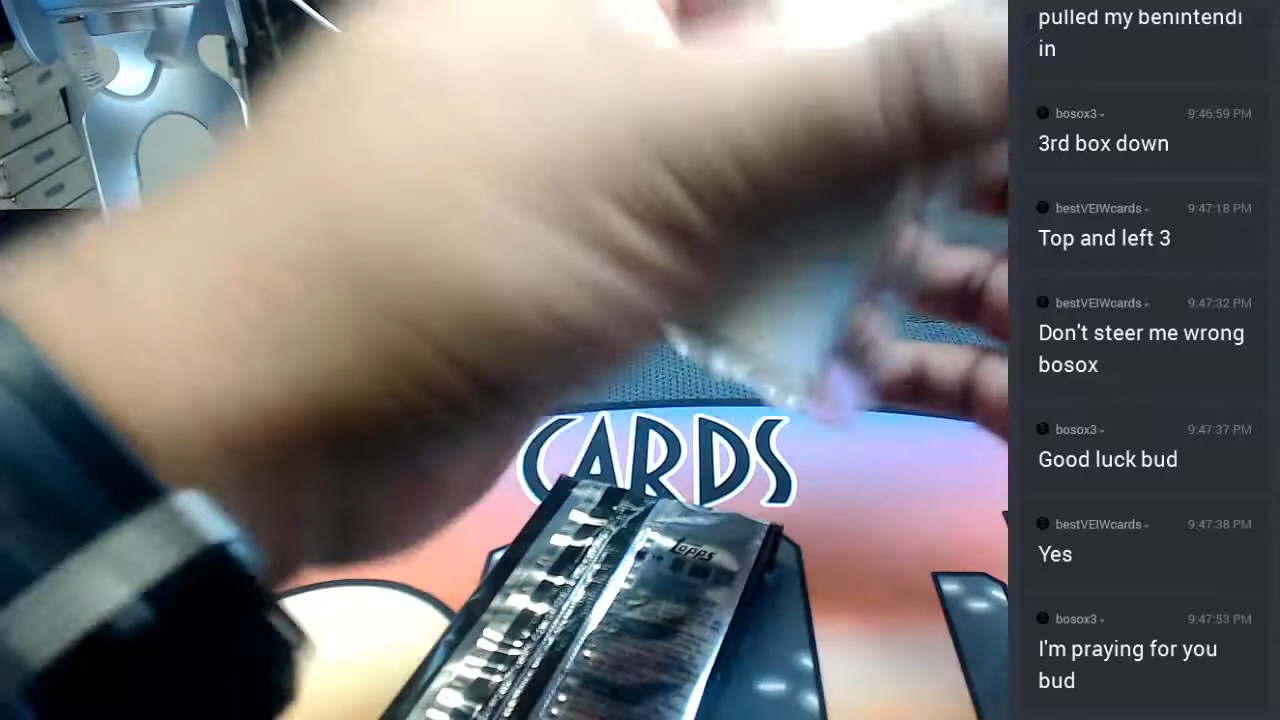 pulled my benintendi
in
bosox3
9:46:59 PM
3rd box down
bestVEIWcards
9:47:18 PM
Top and left 3
bestVEIWcards
9:47:32 PM
Don't steer me wrong
bosox
bosox3
9:47:37 PM
Good luck bud
bestVEIWcards
9:47:38 PM
Yes
bosox3
9:47:53 PM
I'm praying for you
bud
CARDS
Topps